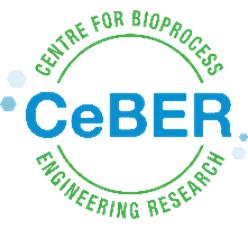 CENTRE FOR BIOPROCESS
CeBER
ENGINEERING RESEARCH